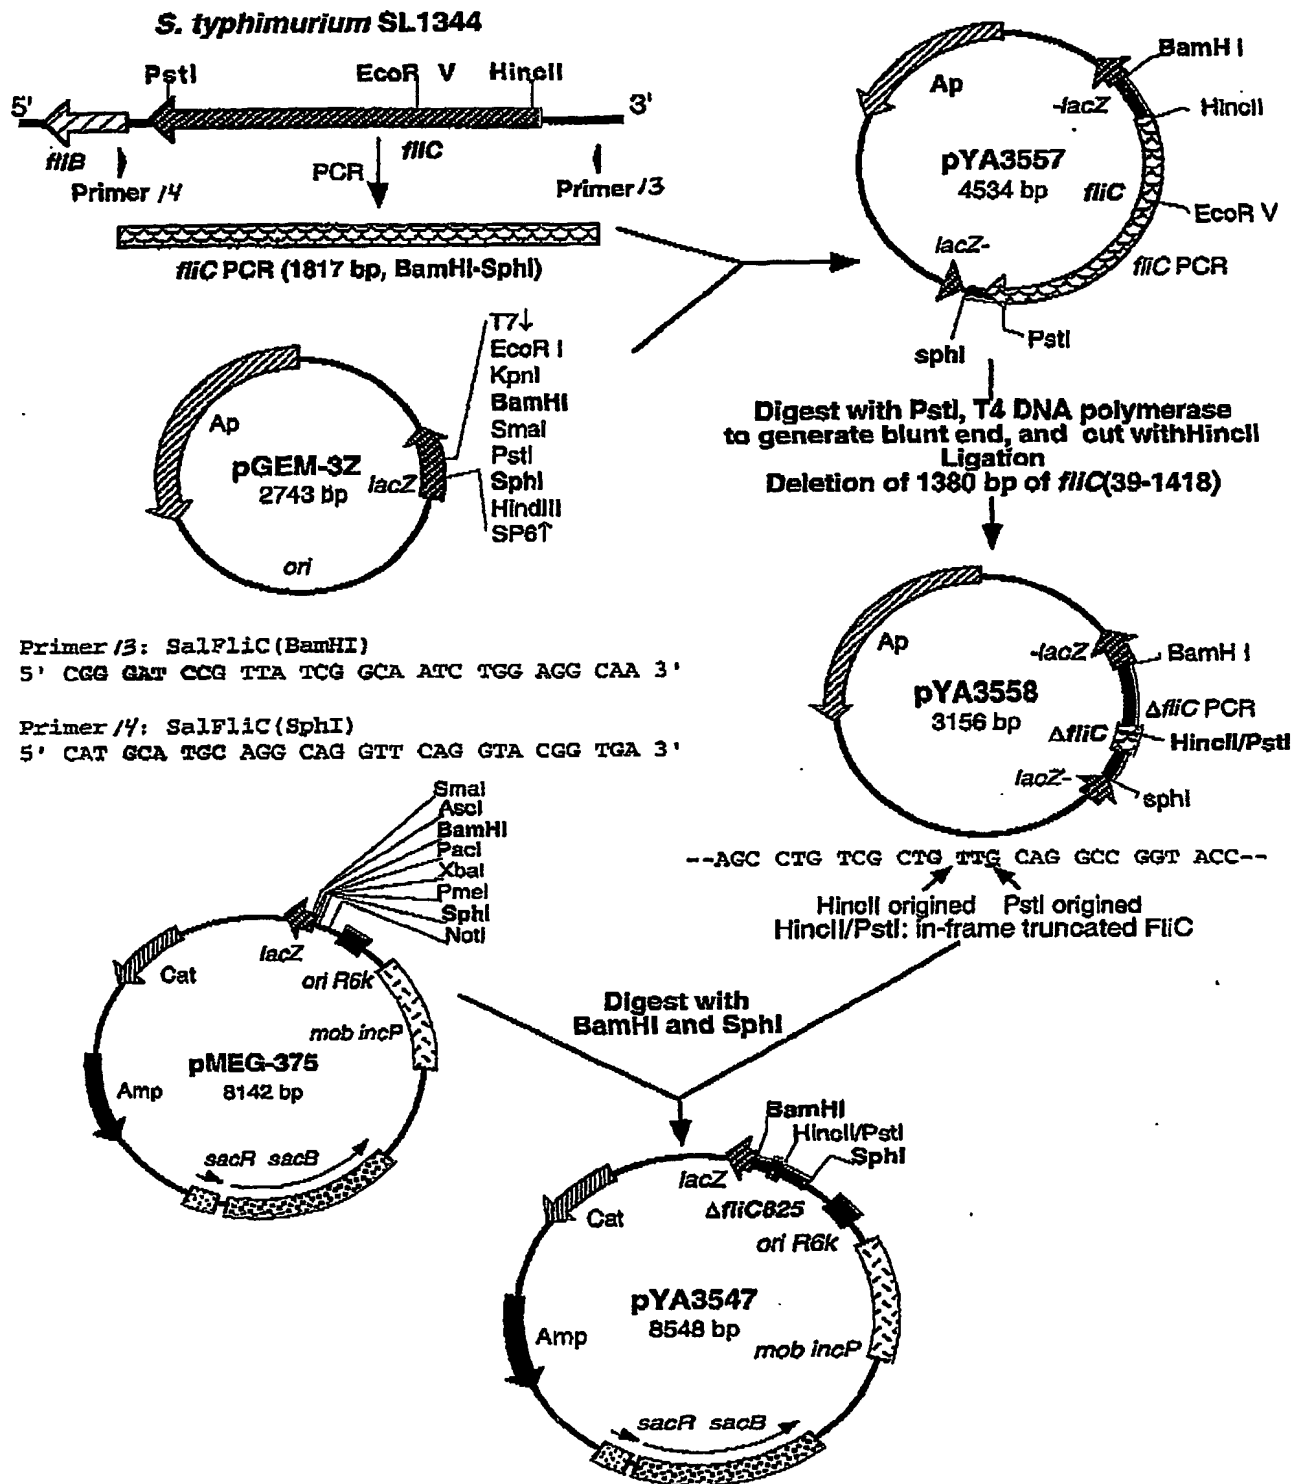 S. typhimurium SL1344
PstI EcoR V HincII
5' 3'
fliB fliC
Primer 14 PCR Primer 13
fliC PCR (1817 bp, BamHI-SphI)
BamH I
Ap
-lacZ
HincII
pYA3557
4534 bp
fliC
EcoR V
lacZ-
fliC PCR
sphI
PstI
T7↓
EcoR I
KpnI
BamHI
SmaI
PstI
SphI
HindIII
SP6↑
Ap
pGEM-3Z
2743 bp
lacZ
ori
Digest with PstI, T4 DNA polymerase
to generate blunt end, and cut withHincII
Ligation
Deletion of 1380 bp of fliC(39-1418)
Primer 13: SalFliC(BamHI)
5' CGG GAT CCG TTA TCG GCA ATC TGG AGG CAA 3'
Primer 14: SalFliC(SphI)
5' CAT GCA TGC AGG CAG GTT CAG GTA CGG TGA 3'
Ap
-lacZ
BamH I
pYA3558
3156 bp
ΔfliC PCR
ΔfliC
HincII/PstI
lacZ-
sphI
--AGC CTG TCG CTG TTG CAG GCC GGT ACC--
HincII origined PstI origined
HincII/PstI: in-frame truncated FliC
SmaI
AscI
BamHI
PacI
XbaI
PmeI
SphI
NotI
lacZ
Cat
ori R6k
mob incP
pMEG-375
8142 bp
Amp
sacR sacB
Digest with
BamHI and SphI
BamHI
HincII/PstI
SphI
lacZ
Cat
ΔfliC825
ori R6k
pYA3547
8548 bp
Amp
mob incP
sacR sacB